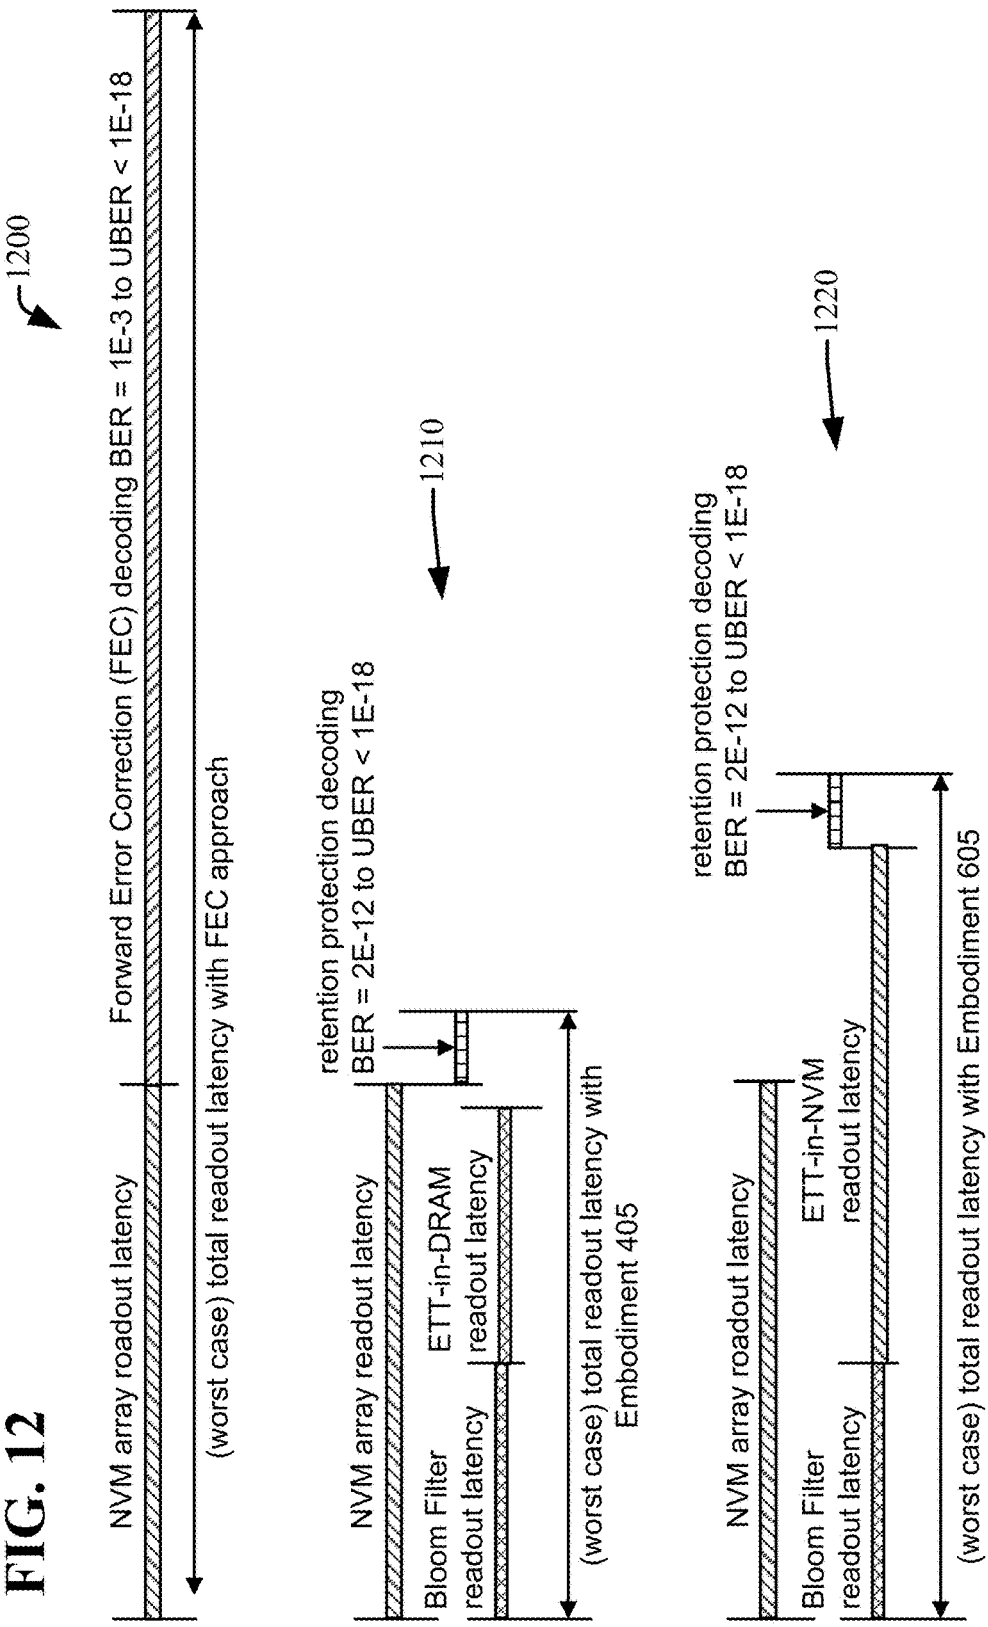 FIG. 12
1200
NVM array roadout latency
Forward Error Correction (FEC) decoding BER = 1E-3 to UBER < 1E-18
(worst case) total readout latency with FEC approach
1210
retention protection decoding
BER = 2E-12 to UBER < 1E-18
NVM array readout latency
Bloom Filter
readout latency
ETT-in-DRAM
readout latency
(worst case) total readout latency with
Embodiment 405
1220
retention protection decoding
BER = 2E-12 to UBER < 1E-18
NVM array roadout latency
Bloom Filter
readout latency
ETT-in-NVM
readout latency
(worst case) total readout latency with Embodiment 605